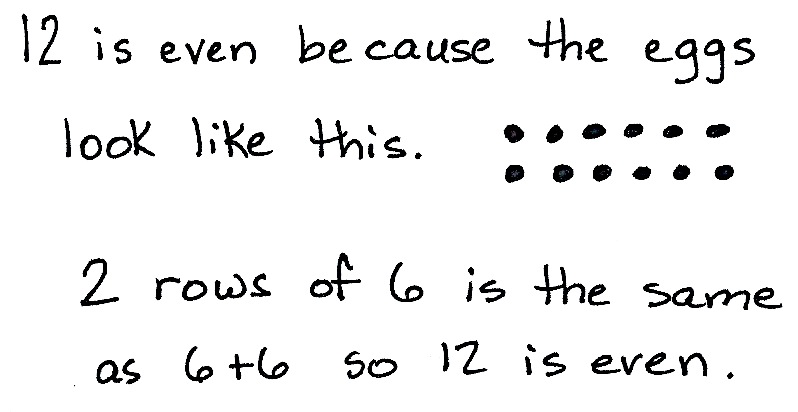 12 is even because the eggs
look like this.
2 rows of 6 is the same
as 6+6 so 12 is even.